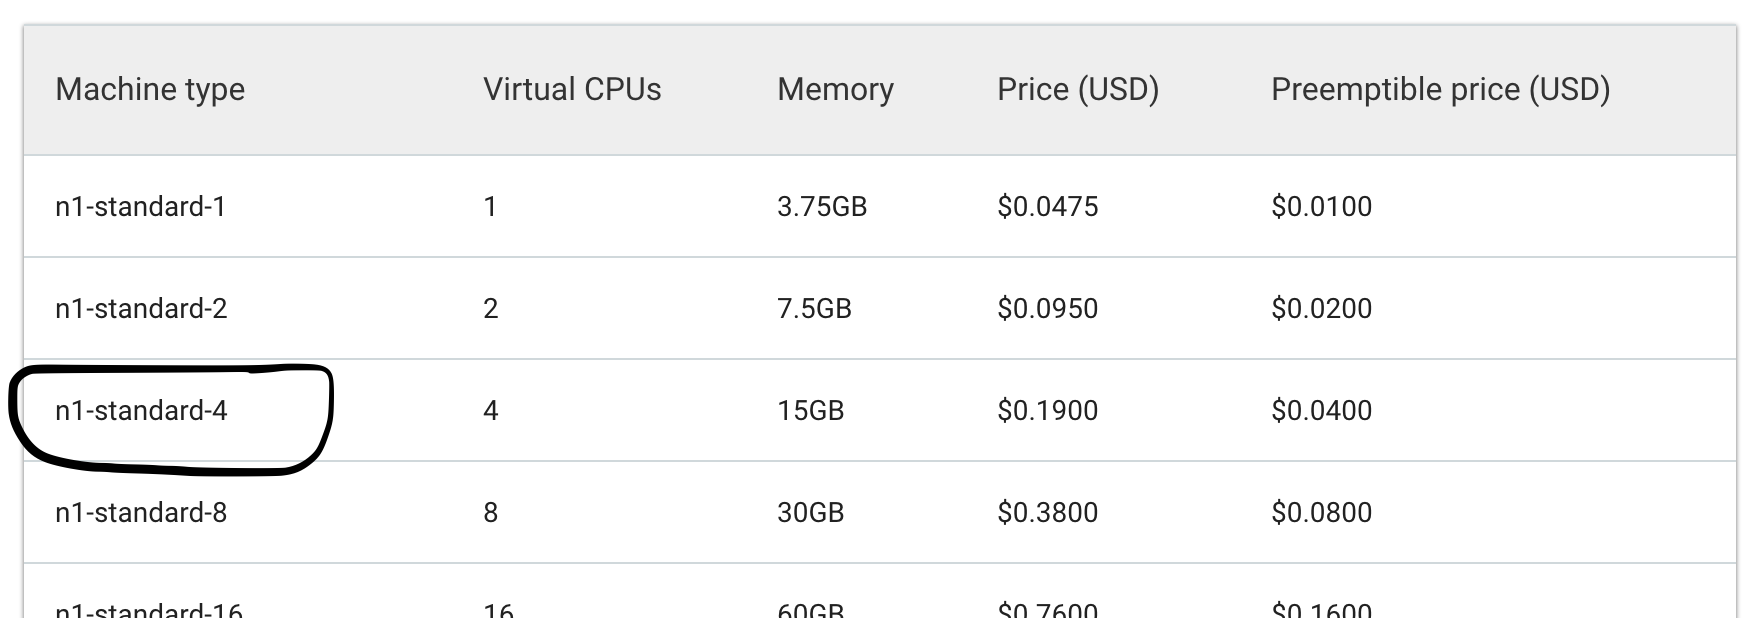 Machine type Virtual CPUs Memory Price (USD) Preemptible price (USD)
n1-standard-1 1 3.75GB $0.0475 $0.0100
n1-standard-2 2 7.5GB $0.0950 $0.0200
n1-standard-4 4 15GB $0.1900 $0.0400
n1-standard-8 8 30GB $0.3800 $0.0800
n1-standard-16 16 60GB $0.7600 $0.1600